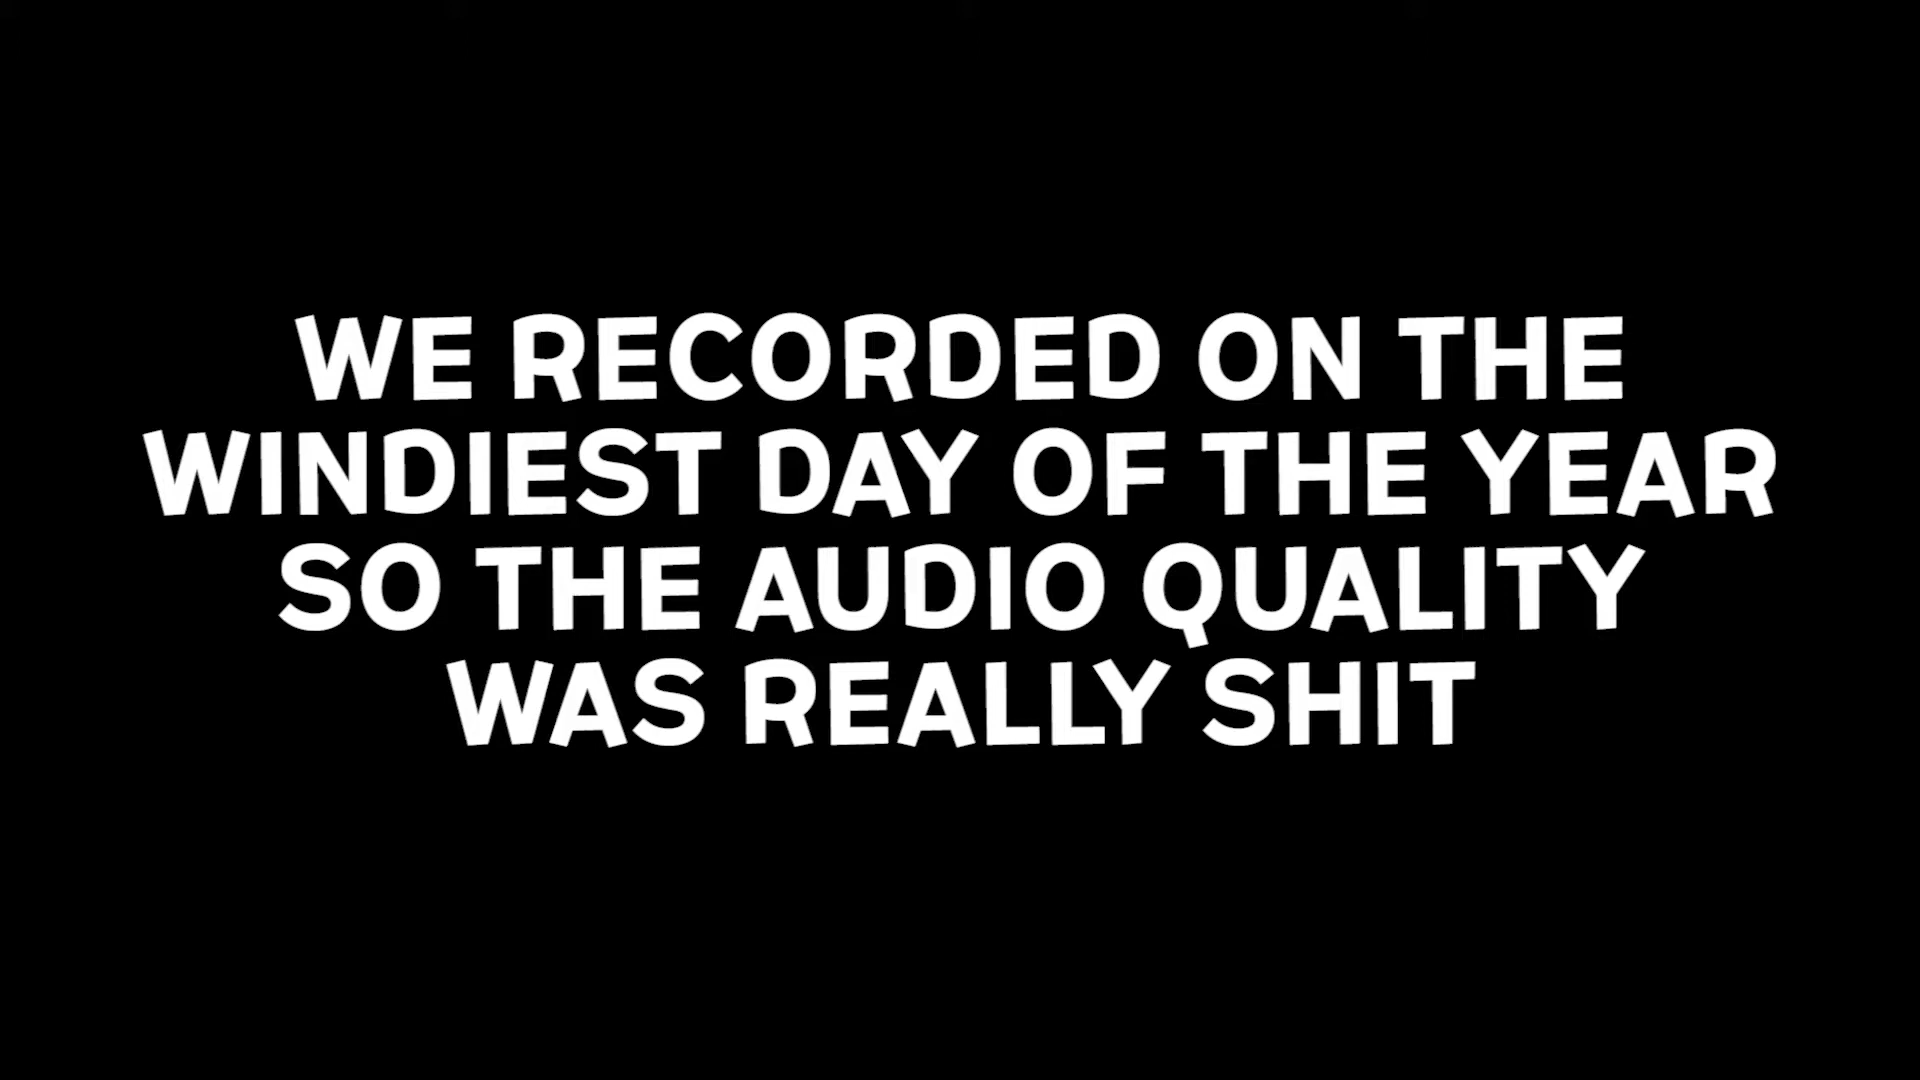 WE RECORDED ON THE
WINDIEST DAY OF THE YEAR
SO THE AUDIO QUALITY
WAS REALLY SHIT